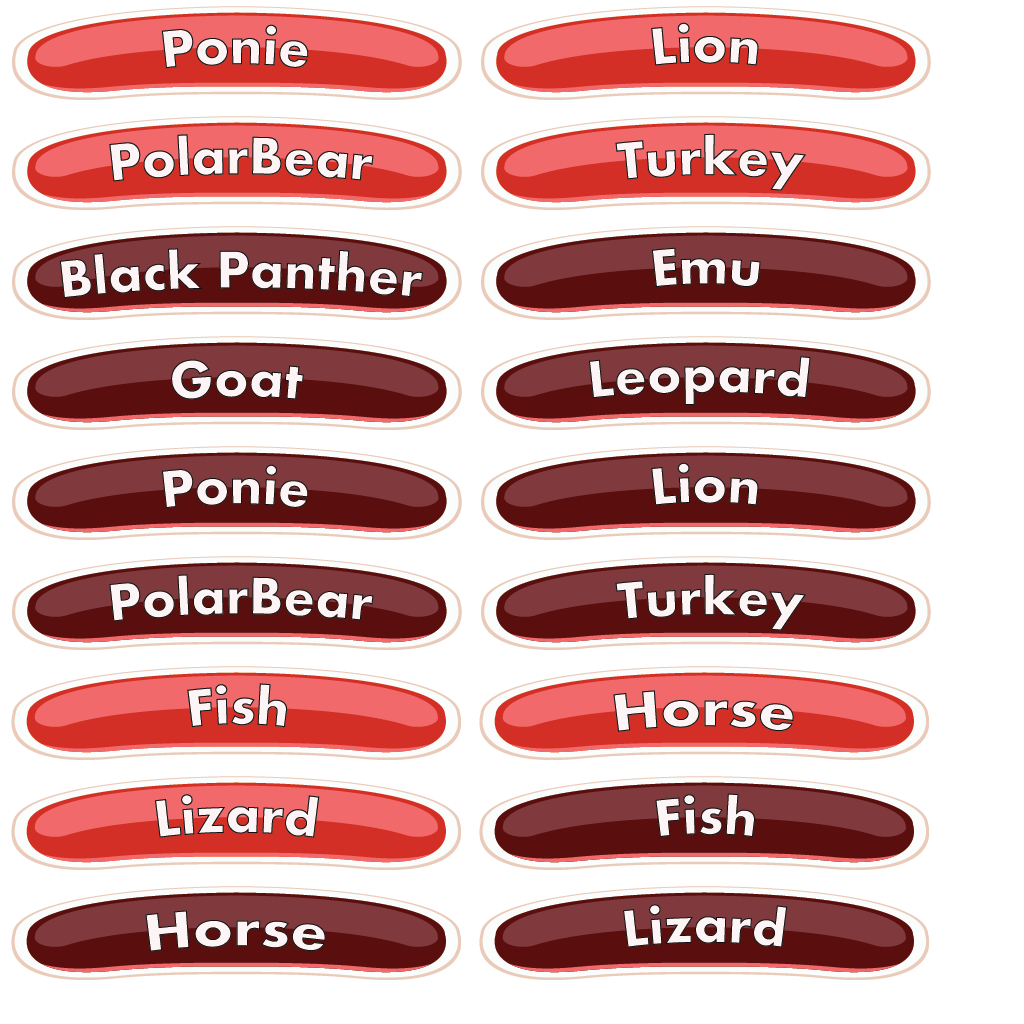 Ponie
Lion
PolarBear
Turkey
Black Panther
Emu
Goat
Leopard
Ponie
Lion
PolarBear
Turkey
Fish
Horse
Lizard
Fish
Horse
Lizard